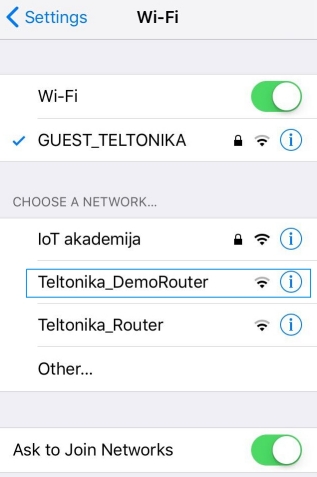 Settings
Wi-Fi
Wi-Fi
GUEST_TELTONIKA
CHOOSE A NETWORK...
IoT akademija
Teltonika_DemoRouter
Teltonika_Router
Other...
Ask to Join Networks